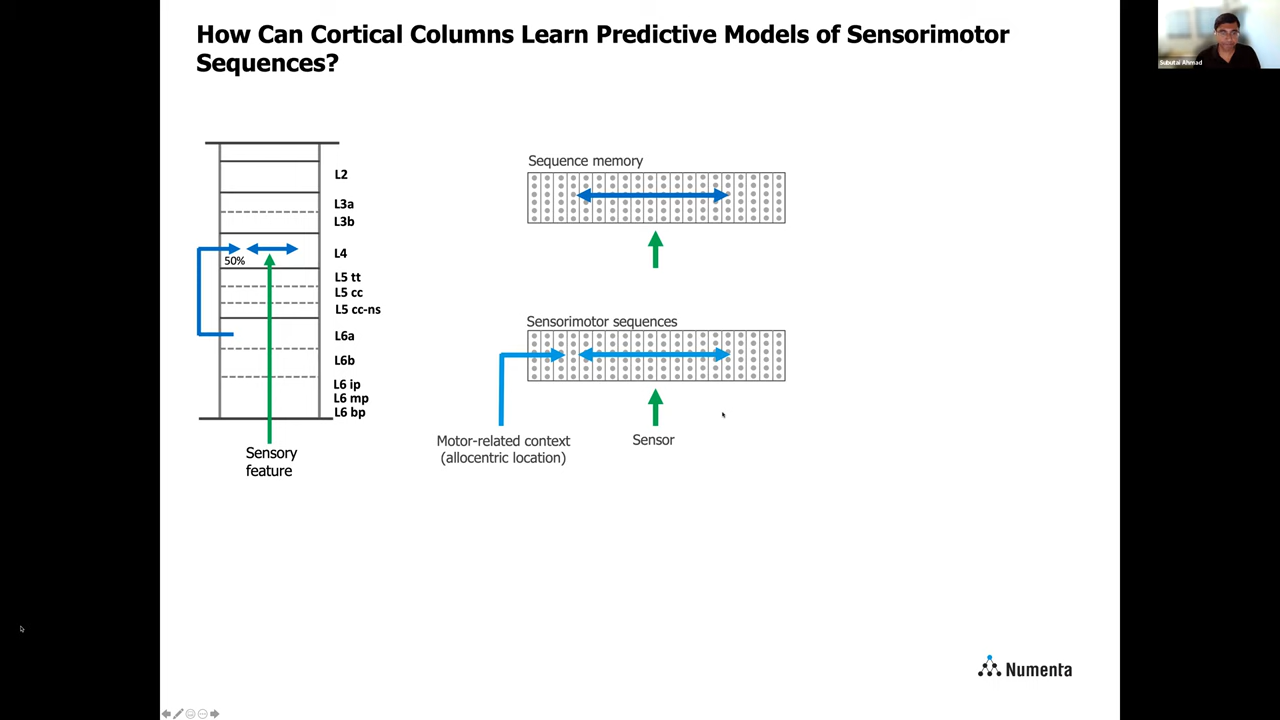 How Can Cortical Columns Learn Predictive Models of Sensorimotor
Sequences?
Subutai Ahmad
L2
L3a
L3b
L4
50%
L5 tt
L5 cc
L5 cc-ns
L6a
L6b
L6 ip
L6 mp
L6 bp
Sensory
feature
Sequence memory
Sensorimotor sequences
Motor-related context
(allocentric location)
Sensor
Numenta